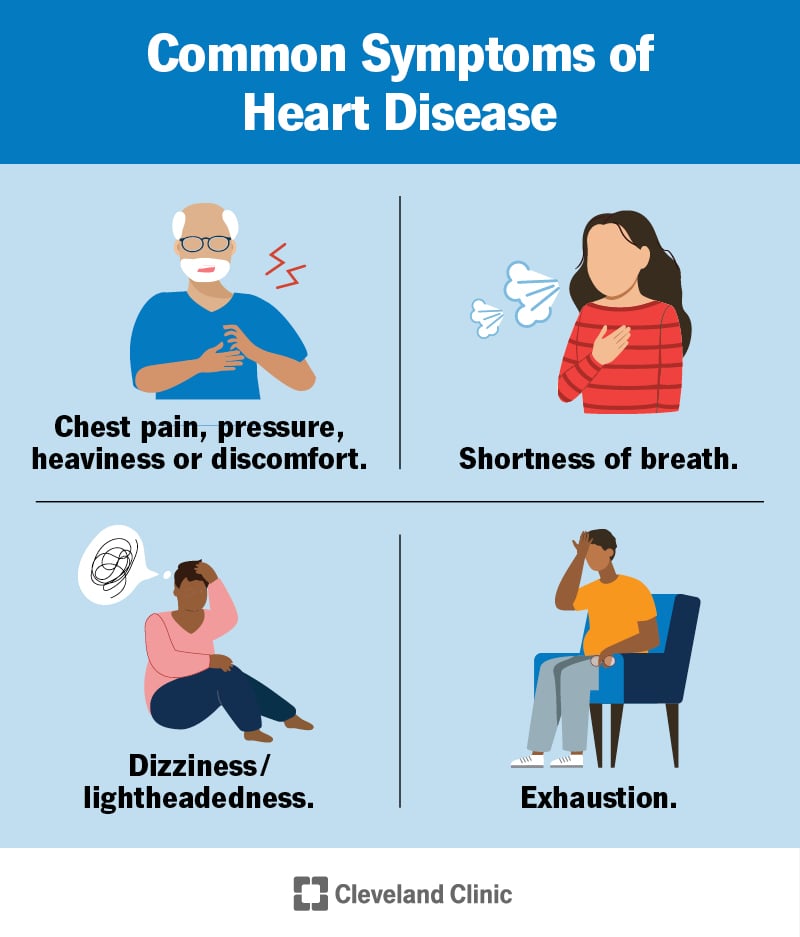 Common Symptoms of
Heart Disease
Chest pain, pressure,
heaviness or discomfort.
Shortness of breath.
Dizziness/
lightheadedness.
Exhaustion.
Cleveland Clinic